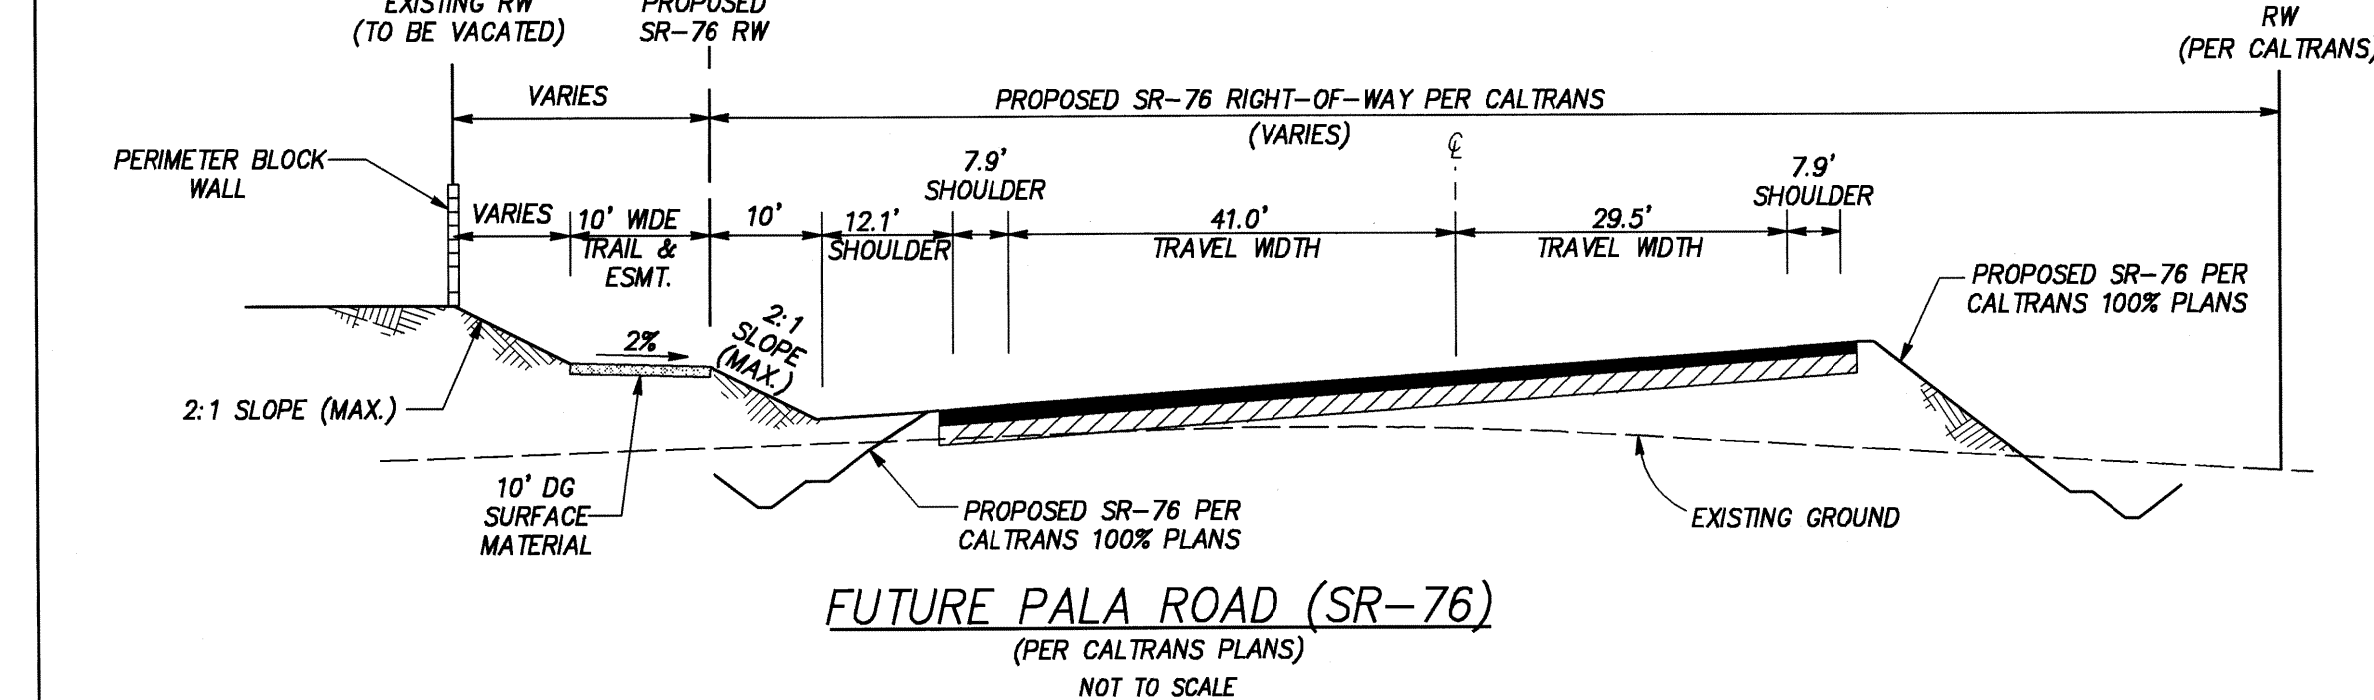 EXISTING RW
(TO BE VACATED)
PROPOSED
SR-76 RW
RW
(PER CALTRANS)
VARIES
PROPOSED SR-76 RIGHT-OF-WAY PER CALTRANS
(VARIES)
℄
PERIMETER BLOCK
WALL
7.9'
SHOULDER
7.9'
SHOULDER
VARIES
10' WIDE
TRAIL &
ESMT.
10'
12.1'
SHOULDER
41.0'
TRAVEL WIDTH
29.5'
TRAVEL WIDTH
PROPOSED SR-76 PER
CALTRANS 100% PLANS
2%
2:1
SLOPE
(MAX.)
2:1 SLOPE (MAX.)
10' DG
SURFACE
MATERIAL
PROPOSED SR-76 PER
CALTRANS 100% PLANS
EXISTING GROUND
FUTURE PALA ROAD (SR-76)
(PER CALTRANS PLANS)
NOT TO SCALE